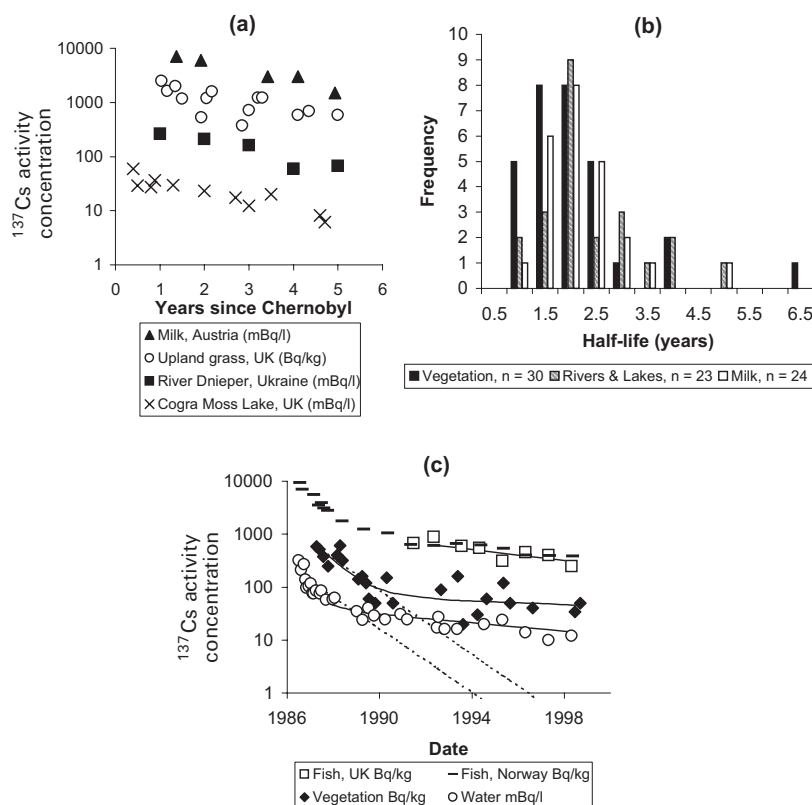 (a)
10000
1000
100
10
1
137Cs activity
concentration
0 1 2 3 4 5 6
Years since Chernobyl
Milk, Austria (mBq/l)
Upland grass, UK (Bq/kg)
River Dnieper, Ukraine (mBq/l)
Cogra Moss Lake, UK (mBq/l)
(b)
10
9
8
7
6
5
4
3
2
1
0
Frequency
0.5 1.5 2.5 3.5 4.5 5.5 6.5
Half-life (years)
Vegetation, n = 30 Rivers & Lakes, n = 23 Milk, n = 24
(c)
10000
1000
100
10
1
137Cs activity
concentration
1986 1990 1994 1998
Date
Fish, UK Bq/kg Fish, Norway Bq/kg
Vegetation Bq/kg Water mBq/l